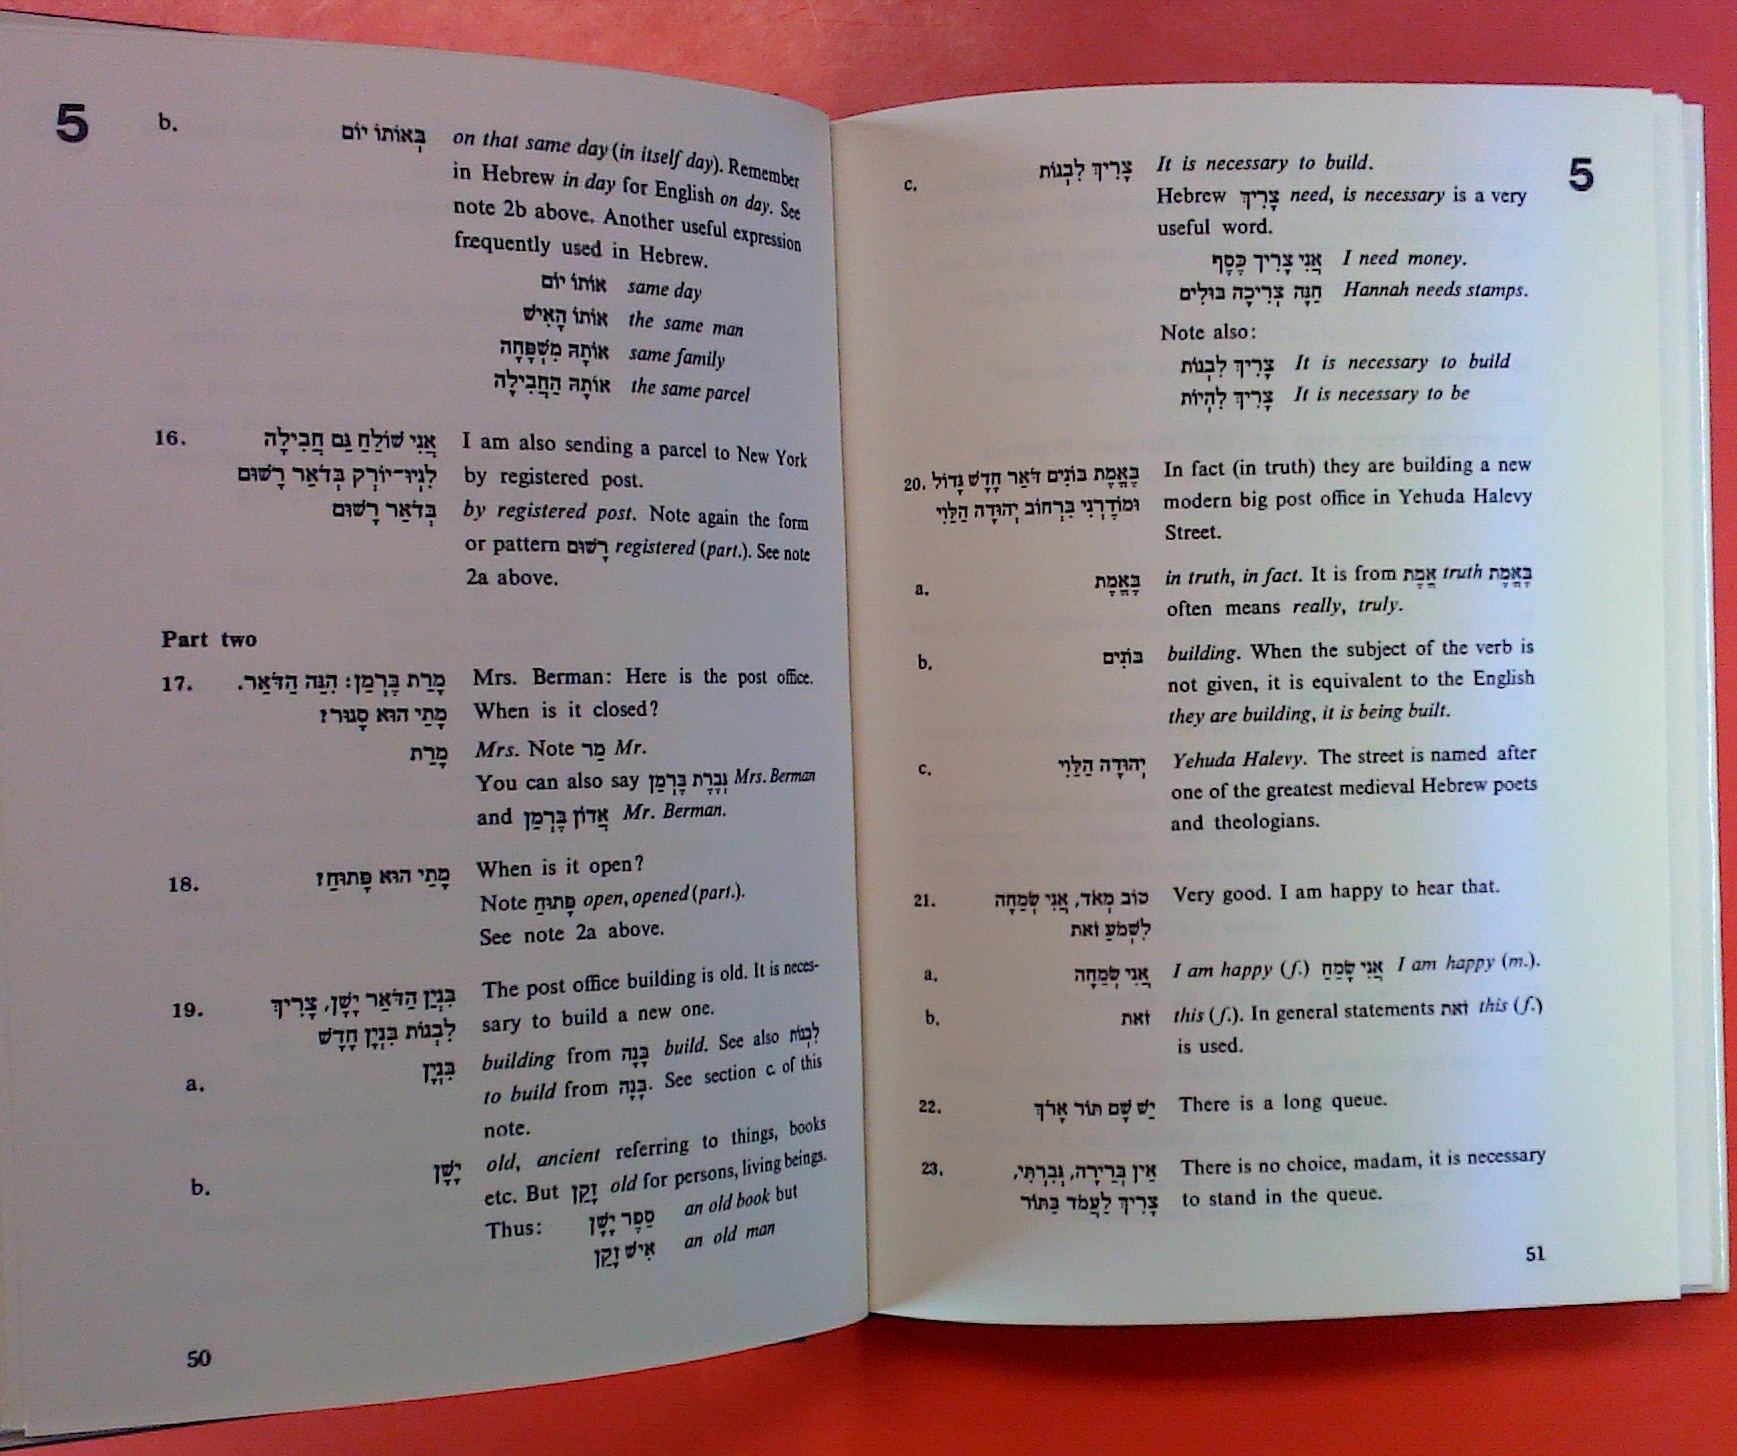 5
b. בְּאוֹתוֹ יוֹם on that same day (in itself day). Remember
in Hebrew in day for English on day. See
note 2b above. Another useful expression
frequently used in Hebrew.
אוֹתוֹ יוֹם same day
אוֹתוֹ הָאִישׁ the same man
אוֹתָהּ מִשְׁפָּחָה same family
אוֹתָהּ הַחֲבִילָה the same parcel
16. אֲנִי שׁוֹלַחַ גַּם חֲבִילָה I am also sending a parcel to New York
לִנְיוּ־יוֹרְק בְּדֹאַר רָשׁוּם by registered post.
בְּדֹאַר רָשׁוּם by registered post. Note again the form
or pattern רָשׁוּם registered (part.). See note
2a above.
Part two
17. מָרַת בֶּרְמַן: הִנֵּה הַדֹּאַר. Mrs. Berman: Here is the post office.
מָתַי הוּא סָגוּר? When is it closed?
מָרַת Mrs. Note מַר Mr.
You can also say גְּבֶרֶת בֶּרְמַן Mrs. Berman
and אֲדוֹן בֶּרְמַן Mr. Berman.
18. מָתַי הוּא פָּתוּחַ? When is it open?
Note פָּתוּחַ open, opened (part.).
See note 2a above.
19. בִּנְיַן הַדֹּאַר יָשָׁן, צָרִיךְ The post office building is old. It is neces-
לִבְנוֹת בִּנְיָן חָדָשׁ sary to build a new one.
a. בִּנְיָן building from בָּנָה build. See also לִבְנוֹת
to build from בָּנָה. See section c. of this
note.
b. יָשָׁן old, ancient referring to things, books
etc. But זָקֵן old for persons, living beings.
Thus: סֵפֶר יָשָׁן an old book but
אִישׁ זָקֵן an old man
50
5
c. צָרִיךְ לִבְנוֹת It is necessary to build.
Hebrew צָרִיךְ need, is necessary is a very
useful word.
אֲנִי צָרִיךְ כֶּסֶף I need money.
חַנָּה צְרִיכָה בּוּלִים Hannah needs stamps.
Note also:
צָרִיךְ לִבְנוֹת It is necessary to build
צָרִיךְ לִהְיוֹת It is necessary to be
20. בֶּאֱמֶת בּוֹנִים דֹּאַר חָדָשׁ גָּדוֹל In fact (in truth) they are building a new
וּמוֹדֶרְנִי בִּרְחוֹב יְהוּדָה הַלֵּוִי modern big post office in Yehuda Halevy
Street.
a. בֶּאֱמֶת in truth, in fact. It is from אֱמֶת truth בֶּאֱמֶת
often means really, truly.
b. בּוֹנִים building. When the subject of the verb is
not given, it is equivalent to the English
they are building, it is being built.
c. יְהוּדָה הַלֵּוִי Yehuda Halevy. The street is named after
one of the greatest medieval Hebrew poets
and theologians.
21. טוֹב מְאֹד, אֲנִי שְׂמֵחָה Very good. I am happy to hear that.
לִשְׁמֹעַ זֹאת
a. אֲנִי שְׂמֵחָה I am happy (f.) אֲנִי שָׂמֵחַ I am happy (m.).
b. זֹאת this (f.). In general statements זֹאת this (f.)
is used.
22. יֵשׁ שָׁם תּוֹר אָרֹךְ There is a long queue.
23. אֵין בְּרֵירָה, גְּבִרְתִּי, There is no choice, madam, it is necessary
צָרִיךְ לַעֲמֹד בַּתּוֹר to stand in the queue.
51